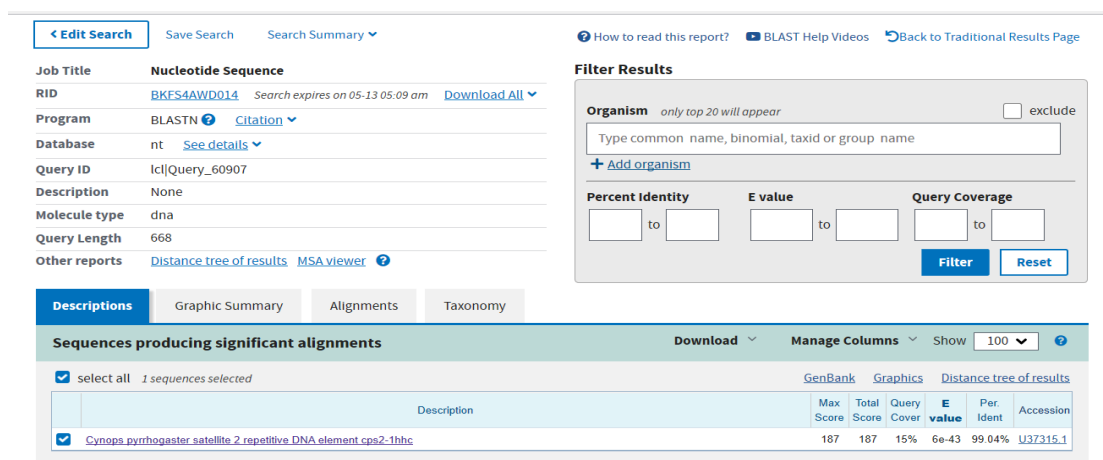 < Edit Search Save Search Search Summary
How to read this report? BLAST Help Videos Back to Traditional Results Page
Job Title Nucleotide Sequence
RID BKFS4AWD014 Search expires on 05-13 05:09 am Download All
Program BLASTN Citation
Database nt See details
Query ID lcl|Query_60907
Description None
Molecule type dna
Query Length 668
Other reports Distance tree of results MSA viewer
Filter Results
Organism only top 20 will appear exclude
Type common name, binomial, taxid or group name
+ Add organism
Percent Identity E value Query Coverage
to to to
Filter Reset
Descriptions Graphic Summary Alignments Taxonomy
Sequences producing significant alignments Download Manage Columns Show 100
select all 1 sequences selected GenBank Graphics Distance tree of results
Description Max Score Total Score Query Cover E value Per. Ident Accession
Cynops pyrrhogaster satellite 2 repetitive DNA element cps2-1hhc 187 187 15% 6e-43 99.04% U37315.1